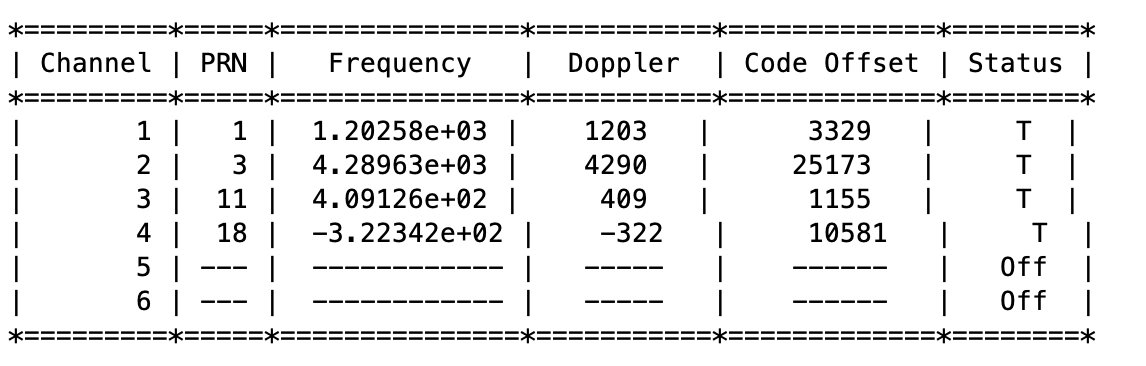 *=========*=====*===============*===========*=============*========*
| Channel | PRN |   Frequency   |  Doppler  | Code Offset | Status |
*=========*=====*===============*===========*=============*========*
|       1 |   1 |  1.20258e+03 |    1203   |      3329   |     T  |
|       2 |   3 |  4.28963e+03 |    4290   |     25173   |     T  |
|       3 |  11 |  4.09126e+02 |     409   |      1155   |     T  |
|       4 |  18 |  -3.22342e+02 |    -322   |     10581   |     T  |
|       5 | --- |  ------------ |   -----   |    ------   |   Off  |
|       6 | --- |  ------------ |   -----   |    ------   |   Off  |
*=========*=====*===============*===========*=============*========*